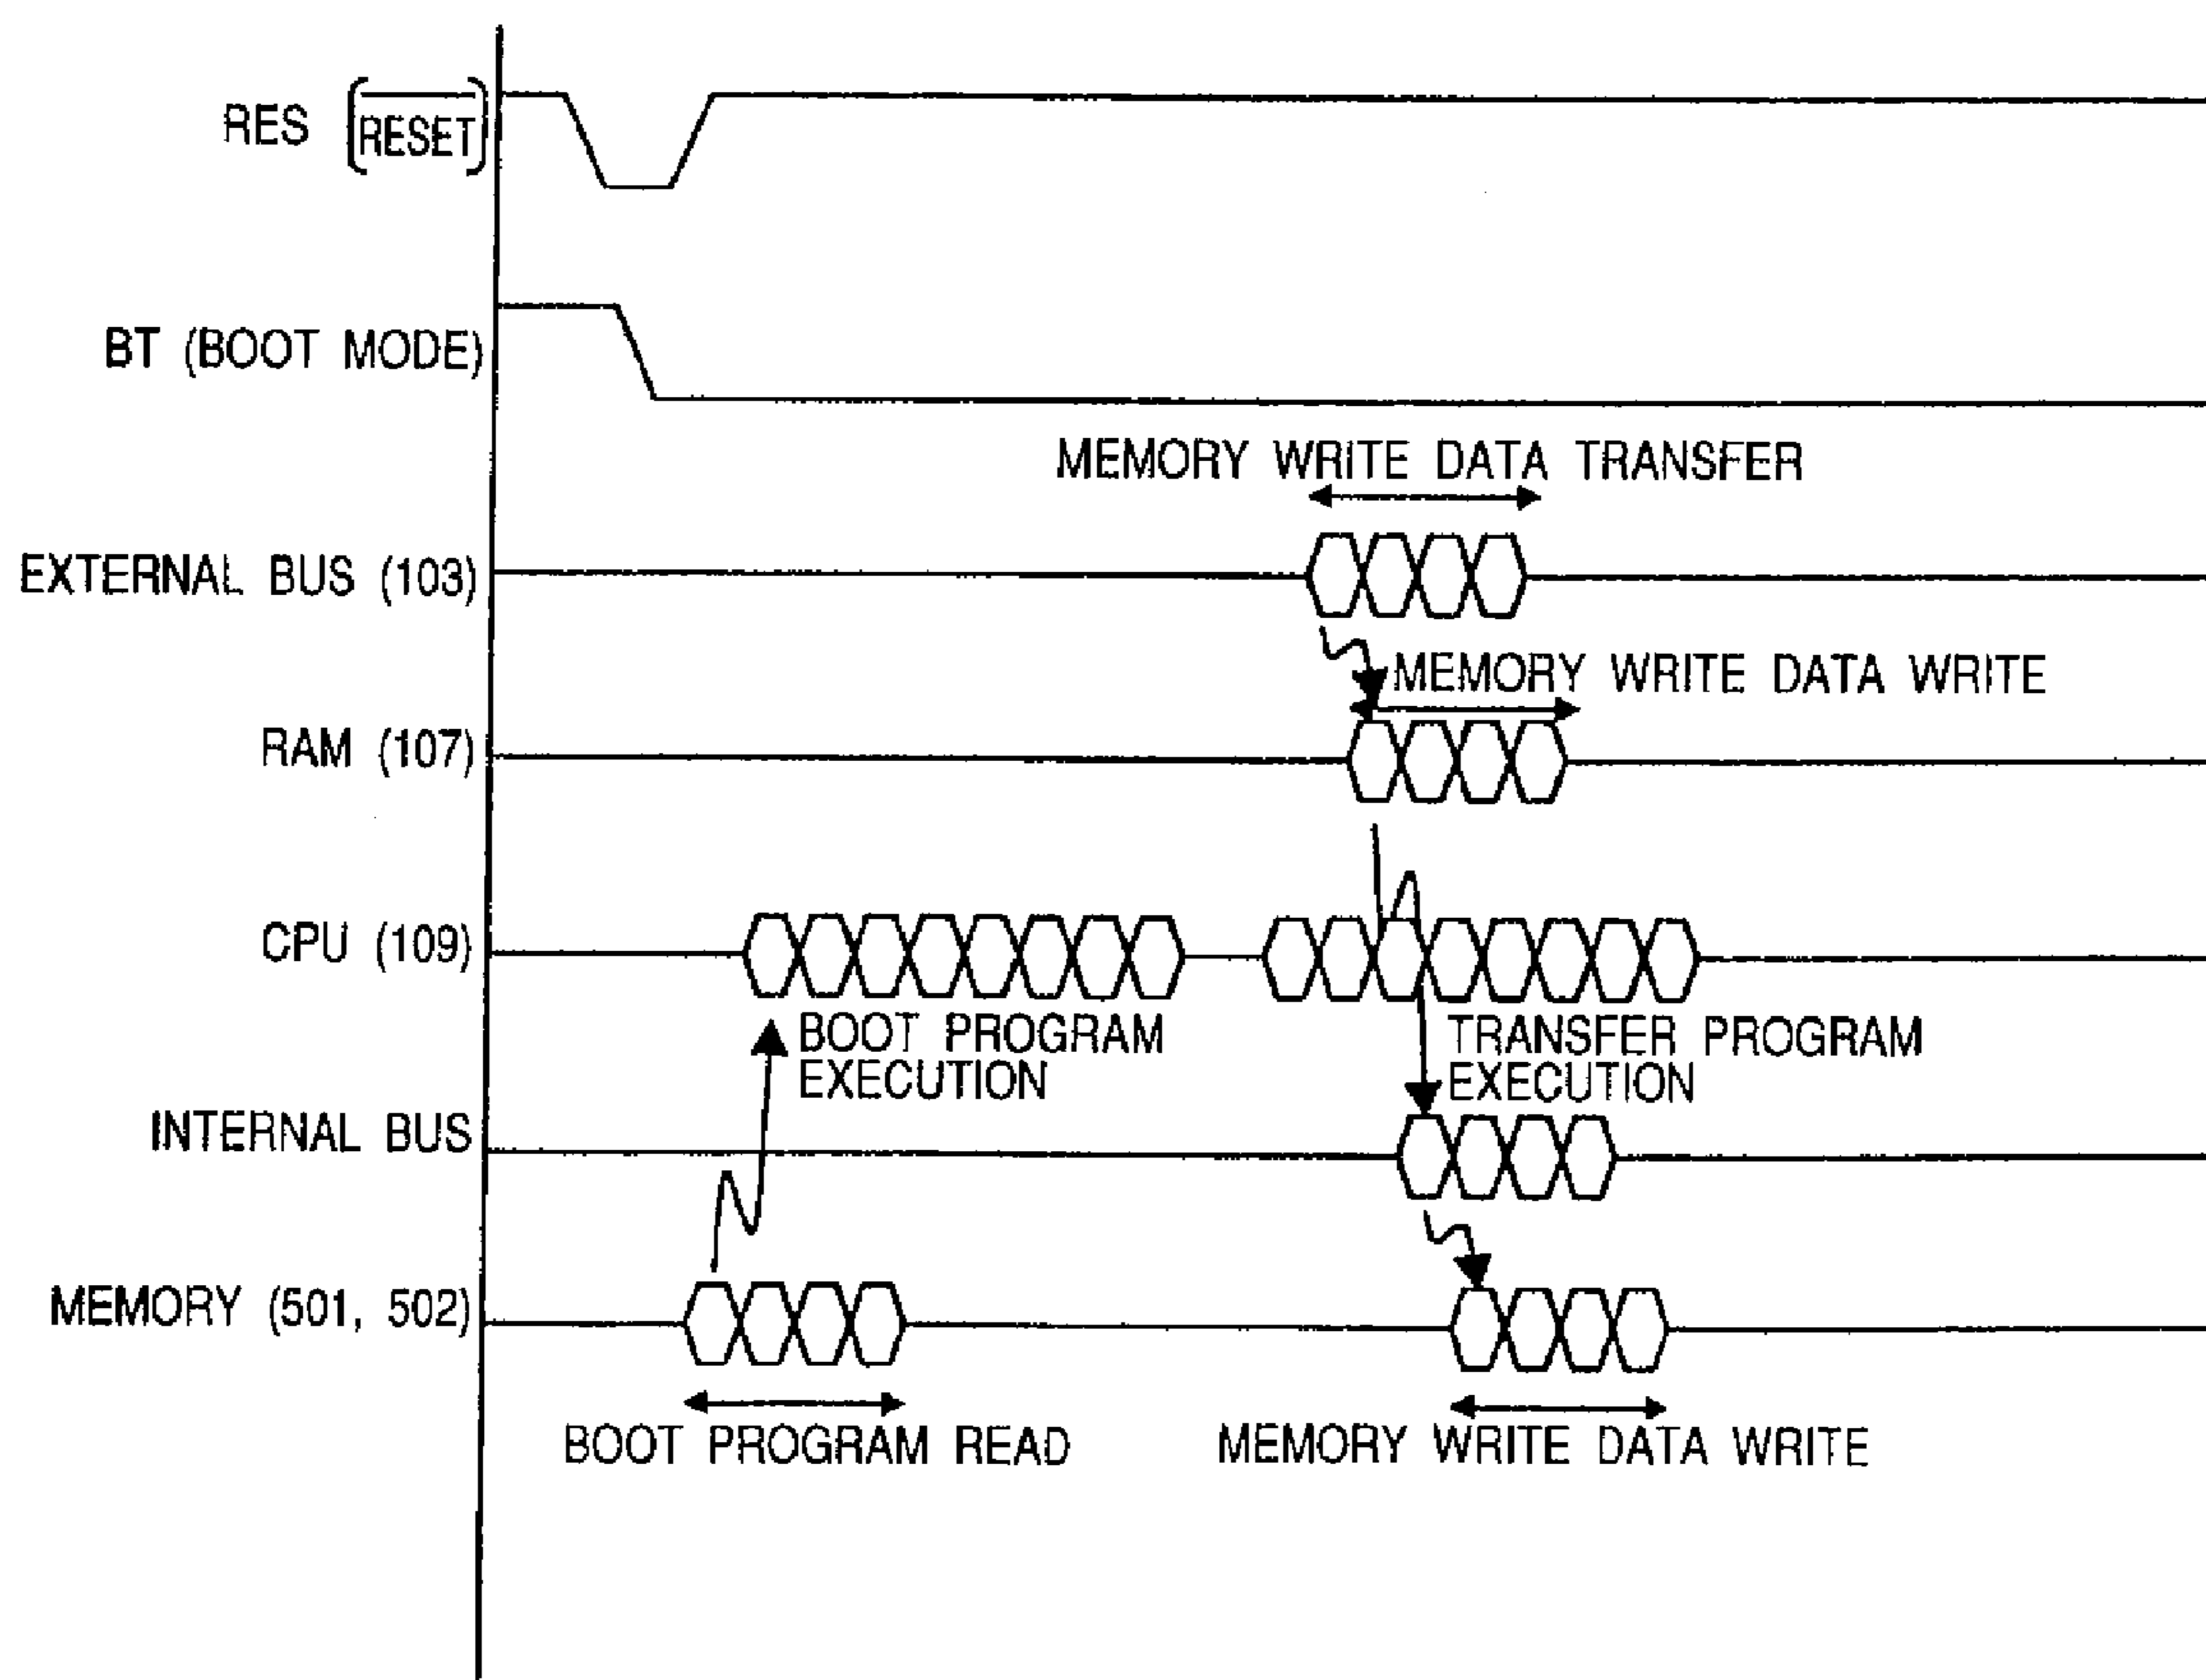 RES (RESET)
BT (BOOT MODE)
MEMORY WRITE DATA TRANSFER
EXTERNAL BUS (103)
MEMORY WRITE DATA WRITE
RAM (107)
CPU (109)
BOOT PROGRAM
EXECUTION
TRANSFER PROGRAM
EXECUTION
INTERNAL BUS
MEMORY (501, 502)
BOOT PROGRAM READ
MEMORY WRITE DATA WRITE